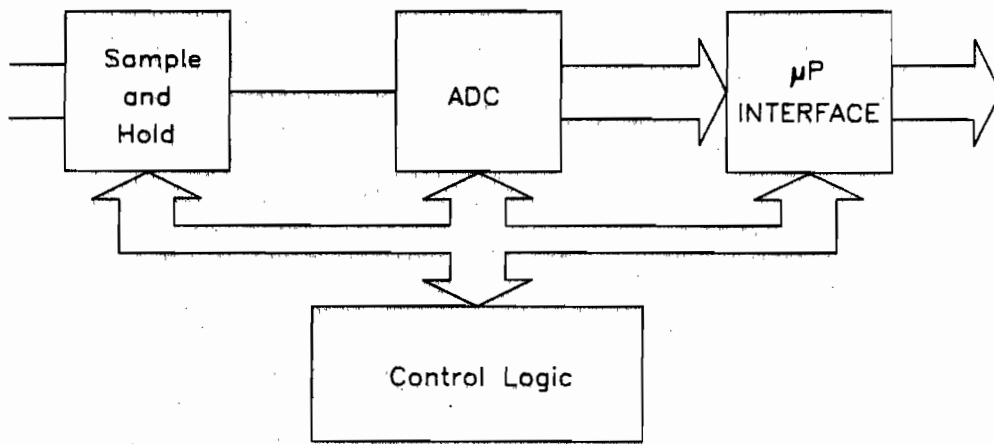 Sample
and
Hold
ADC
μP
INTERFACE
Control Logic